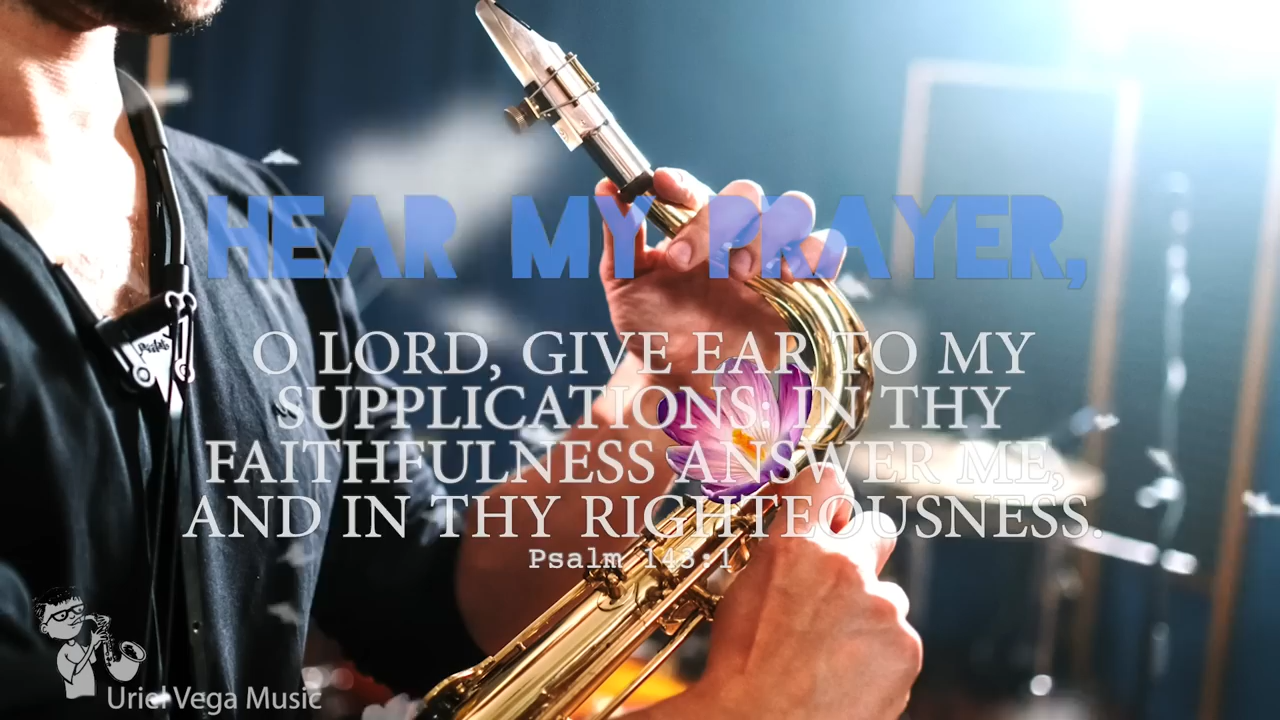 HEAR MY PRAYER,
O LORD, GIVE EAR TO MY
SUPPLICATIONS: IN THY
FAITHFULNESS ANSWER ME,
AND IN THY RIGHTEOUSNESS.
Psalm 143:1
Uriel Vega Music